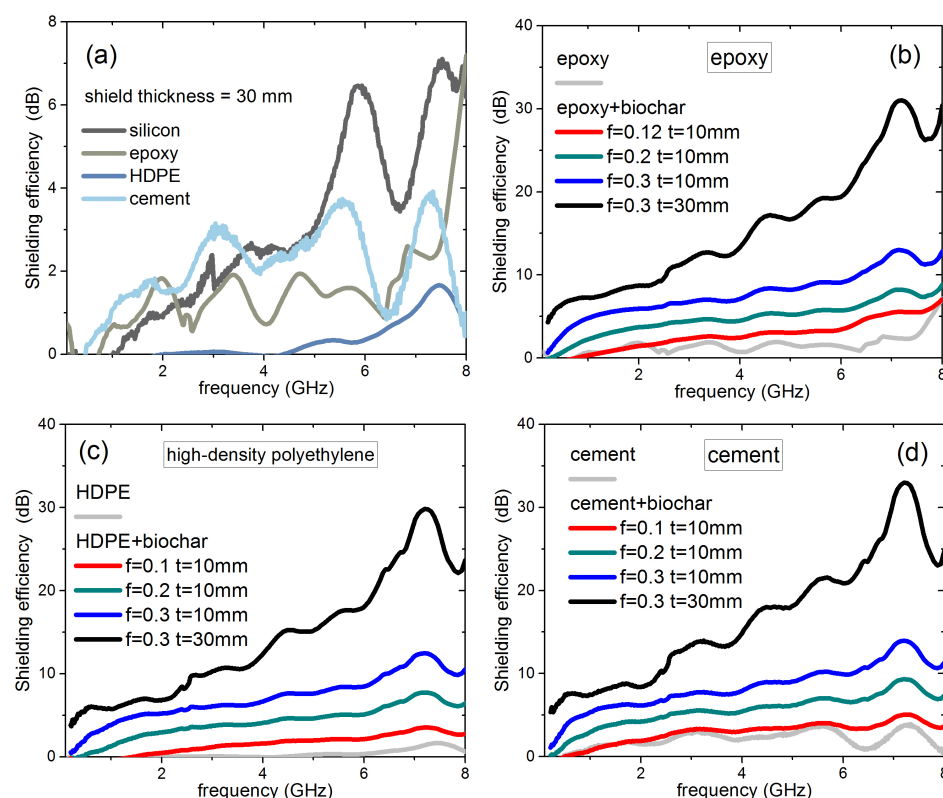 (a)
shield thickness = 30 mm
silicon
epoxy
HDPE
cement
Shielding efficiency (dB)
8
6
4
2
0
2
4
6
8
frequency (GHz)
(b)
epoxy
epoxy
epoxy+biochar
f=0.12 t=10mm
f=0.2 t=10mm
f=0.3 t=10mm
f=0.3 t=30mm
Shielding efficiency (dB)
40
30
20
10
0
2
4
6
8
frequency (GHz)
(c)
high-density polyethylene
HDPE
HDPE+biochar
f=0.1 t=10mm
f=0.2 t=10mm
f=0.3 t=10mm
f=0.3 t=30mm
Shielding efficiency (dB)
40
30
20
10
0
2
4
6
8
frequency (GHz)
cement
cement
(d)
cement+biochar
f=0.1 t=10mm
f=0.2 t=10mm
f=0.3 t=10mm
f=0.3 t=30mm
Shielding efficiency (dB)
40
30
20
10
0
2
4
6
8
frequency (GHz)